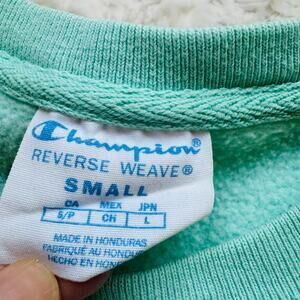 Champion®
REVERSE WEAVE®
SMALL
CA MEX JPN
S/P CH L
MADE IN HONDURAS
FABRIQUÉ AU HONDURAS
HECHO EN HONDURAS